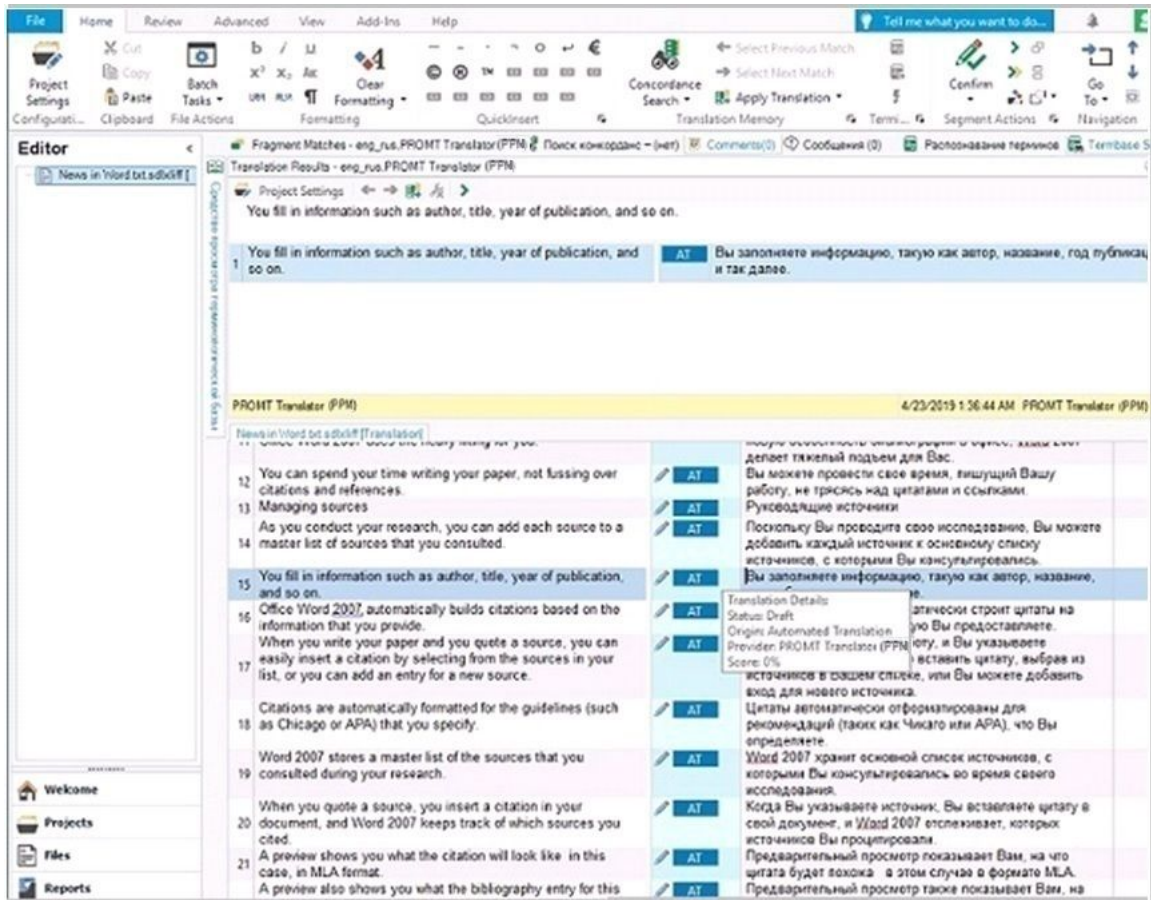 File Home Review Advanced View Add-Ins Help Tell me what you want to do...
Project Settings
Cut
Copy
Paste
Batch Tasks
Clear Formatting
Concordance Search
Select Previous Match
Select Next Match
Apply Translation
Confirm
Go To
Configurati... Clipboard File Actions Formatting QuickInsert Translation Memory Termi... Segment Actions Navigation
Editor
News in Word.txt.sdlxliff [
Fragment Matches - eng_rus.PROMT Translator (PPM) Поиск конкорданс – (нет) Comments(0) Сообщения (0) Распознавание терминов Termbase S
Средство просмотра терминологической базы
Translation Results - eng_rus.PROMT Translator (PPM)
Project Settings
You fill in information such as author, title, year of publication, and so on.
1 You fill in information such as author, title, year of publication, and
so on.
AT Вы заполняете информацию, такую как автор, название, год публикац
и так далее.
PROMT Translator (PPM) 4/23/2019 1:36:44 AM PROMT Translator (PPM)
News in Word.txt.sdlxliff [Translation]
делает тяжелый подъем для Вас.
12 You can spend your time writing your paper, not fussing over
citations and references.
AT Вы можете провести свое время, пишущий Вашу
работу, не трясясь над цитатами и ссылками.
13 Managing sources AT Руководящие источники
14 As you conduct your research, you can add each source to a
master list of sources that you consulted.
AT Поскольку Вы проводите свое исследование, Вы можете
добавить каждый источник к основному списку
источников, с которыми Вы консультировались.
15 You fill in information such as author, title, year of publication,
and so on.
AT Вы заполняете информацию, такую как автор, название,
Translation Details:
Status: Draft
Origin: Automated Translation
Provider: PROMT Translator (PPM
Score: 0%
16 Office Word 2007 automatically builds citations based on the
information that you provide.
AT строит цитаты на
Вы предоставляете.
17 When you write your paper and you quote a source, you can
easily insert a citation by selecting from the sources in your
list, or you can add an entry for a new source.
AT и Вы указываете
вставить цитату, выбрав из
источников в Вашем списке, или Вы можете добавить
вход для нового источника.
18 Citations are automatically formatted for the guidelines (such
as Chicago or APA) that you specify.
AT Цитаты автоматически отформатированы для
рекомендаций (таких как Чикаго или APA), что Вы
определяете.
19 Word 2007 stores a master list of the sources that you
consulted during your research.
AT Word 2007 хранит основной список источников, с
которыми Вы консультировались во время своего
исследования.
20 When you quote a source, you insert a citation in your
document, and Word 2007 keeps track of which sources you
cited.
AT Когда Вы указываете источник, Вы вставляете цитату в
свой документ, и Word 2007 отслеживает, которых
источников Вы процитировали.
21 A preview shows you what the citation will look like in this
case, in MLA format.
AT Предварительный просмотр показывает Вам, на что
цитата будет похожа в этом случае в формате MLA.
A preview also shows you what the bibliography entry for this
AT Предварительный просмотр также показывает Вам, на
Welcome
Projects
Files
Reports